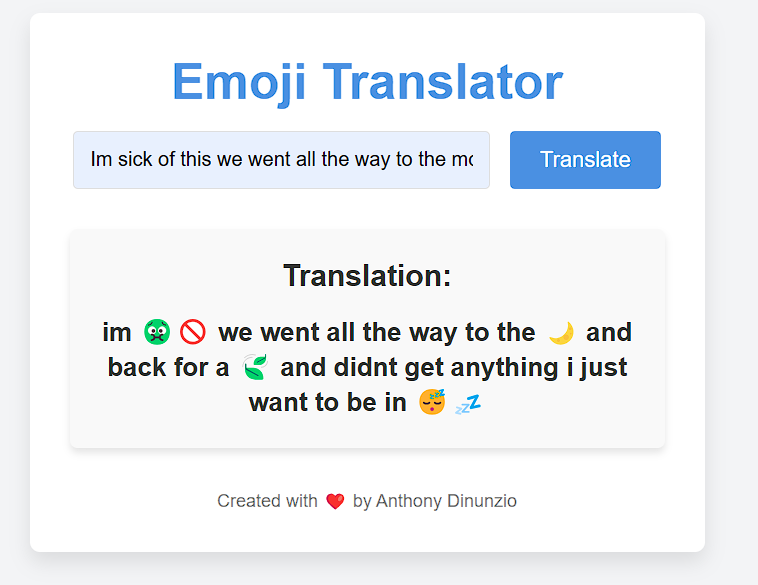 Emoji Translator
Im sick of this we went all the way to the mo
Translate
Translation:
im 🤢🚫 we went all the way to the 🌙 and
back for a 🍃 and didnt get anything i just
want to be in 😴💤
Created with ❤️ by Anthony Dinunzio